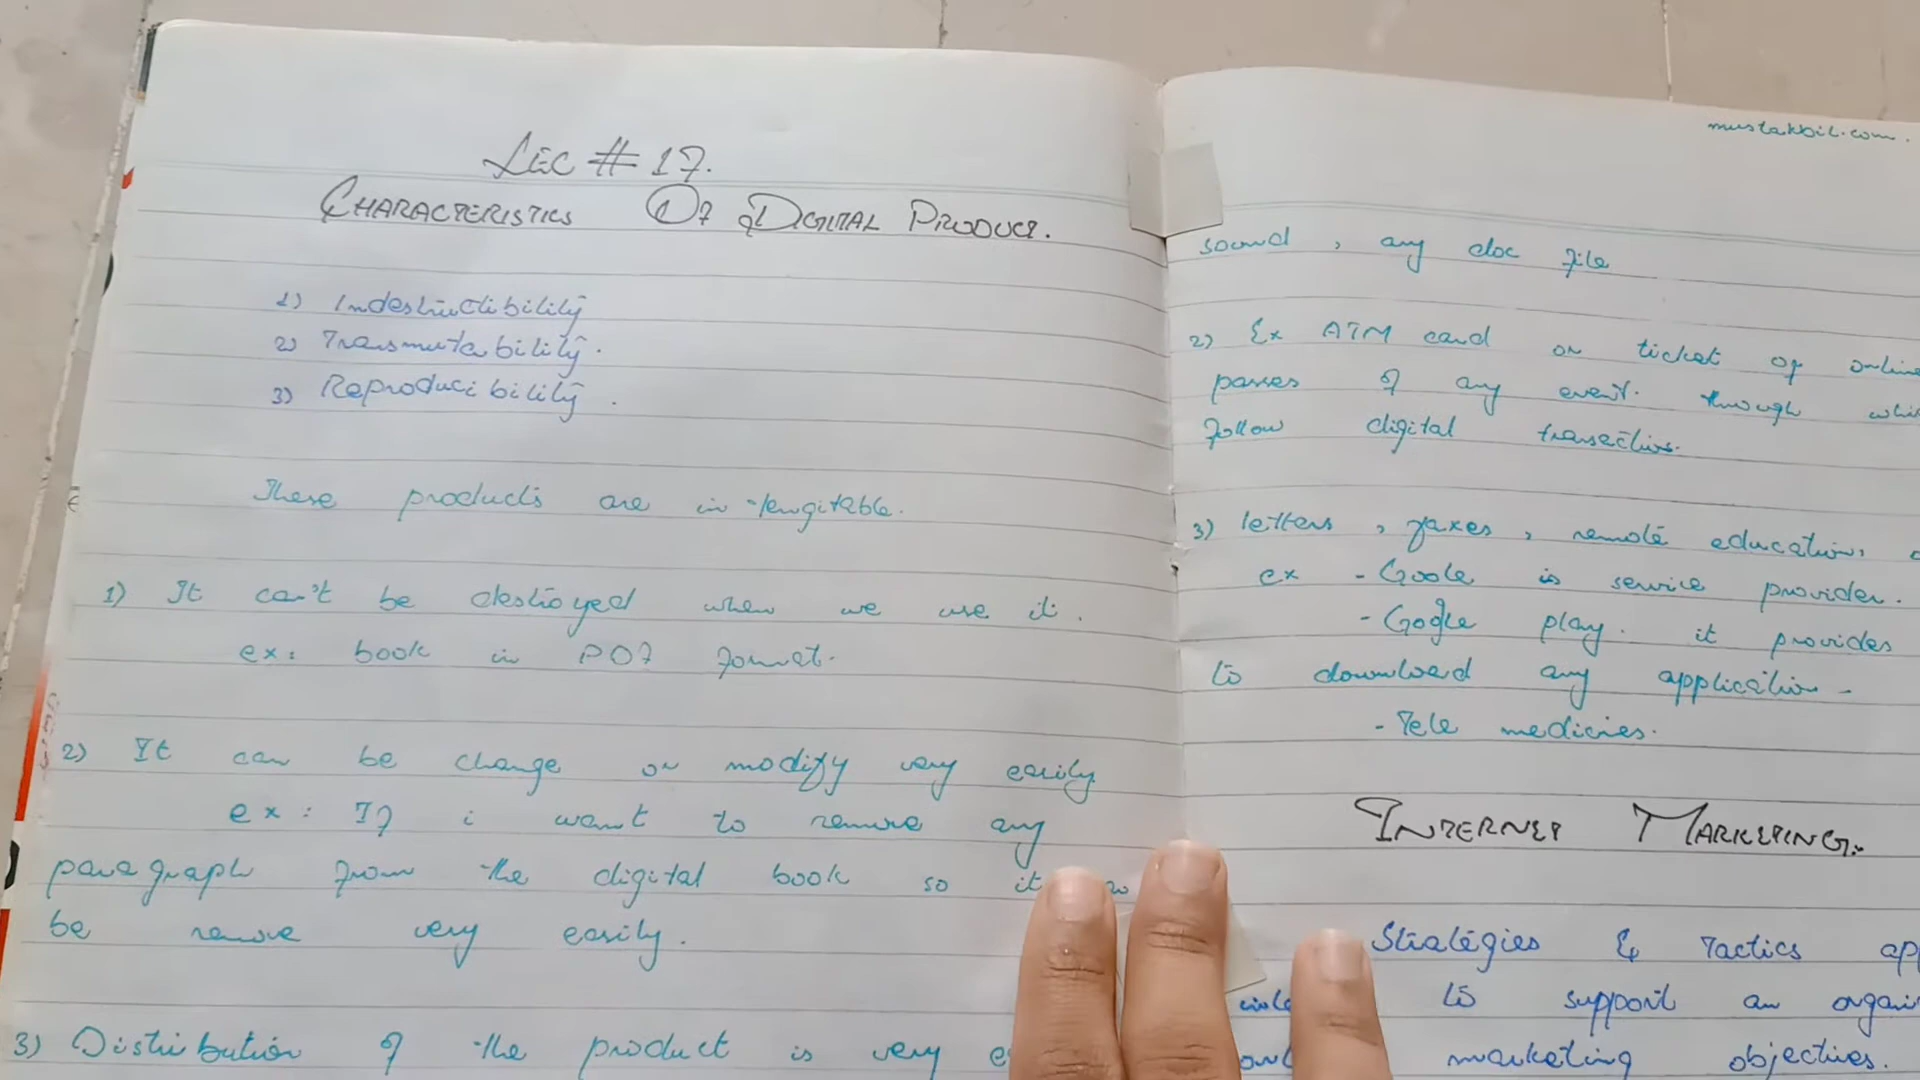 Lec # 17.
Characteristics Of Digital Product.
1) Indestructibility
2) Transmutability.
3) Reproducibility.
These products are in-tengitable.
1) It can't be destroyed when we use it.
ex: book in PDF format.
2) It can be change or modify very easily
ex: If i want to remove any
paragraph from the digital book so it
be remove very easily.
3) Distribution of the product is very
mustakbil.com.
sound, any doc file
2) Ex ATM card or ticket of online
passes of any event. through
follow digital transections.
3) letters, faxes, remote education,
ex - Goole is service provider.
- Google play. it provides
to download any application -
- Tele medicines.
Internet Marketing.
Strategies & Tactics
to support an
marketing objectives.